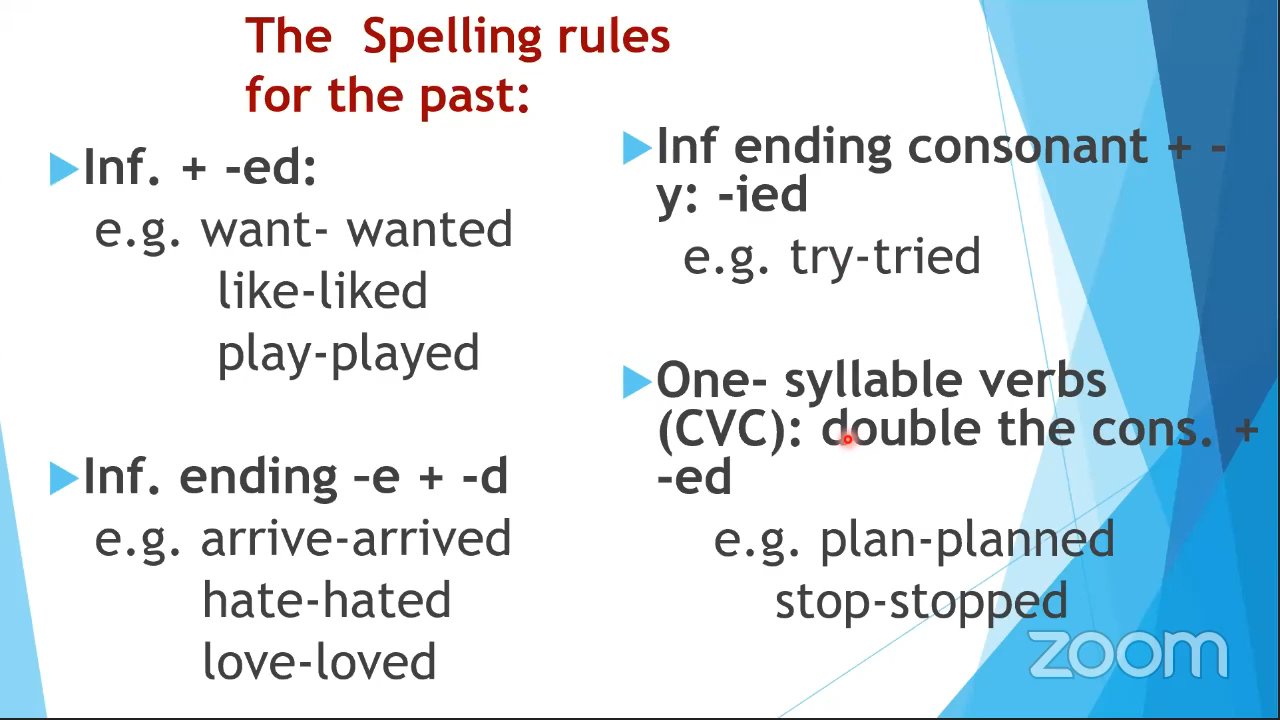 The Spelling rules
for the past:
Inf. + -ed:
e.g. want- wanted
like-liked
play-played
Inf. ending –e + -d
e.g. arrive-arrived
hate-hated
love-loved
Inf ending consonant + -
y: -ied
e.g. try-tried
One- syllable verbs
(CVC): double the cons. +
-ed
e.g. plan-planned
stop-stopped
zoom